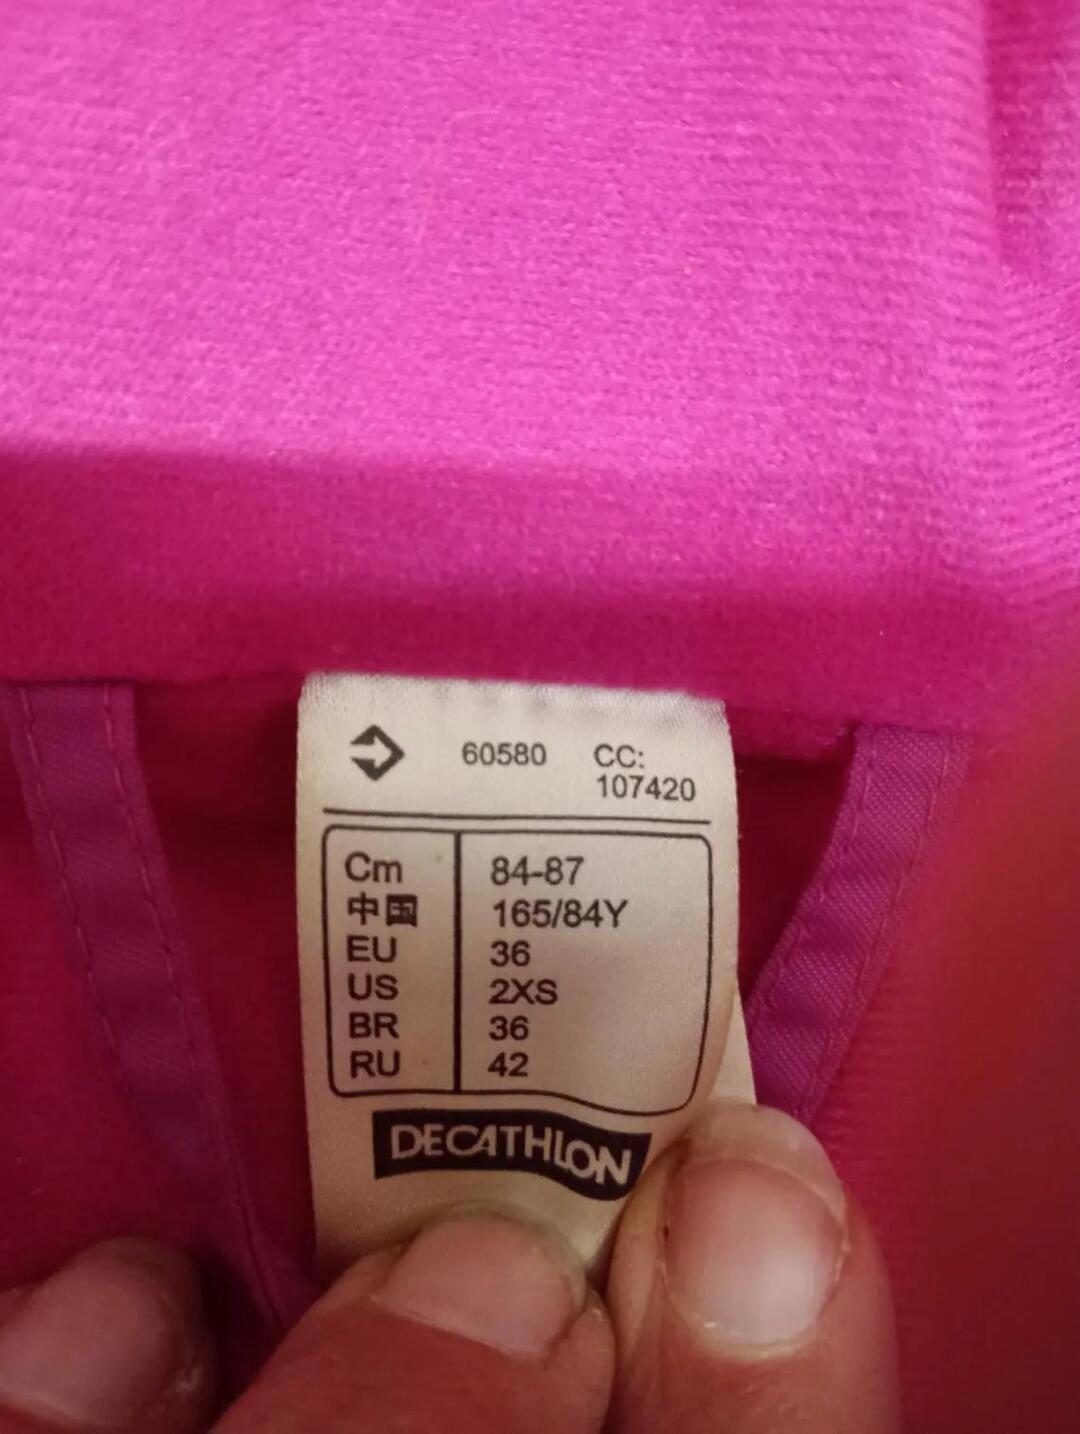 60580 CC:
107420
Cm 84-87
中国 165/84Y
EU 36
US 2XS
BR 36
RU 42
DECATHLON